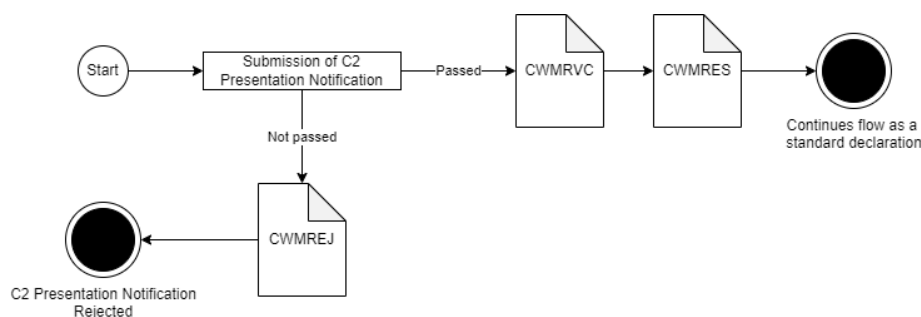 Start
Submission of C2
Presentation Notification
Passed
CWMRVC
CWMRES
Continues flow as a
standard declaration
Not passed
CWMREJ
C2 Presentation Notification
Rejected